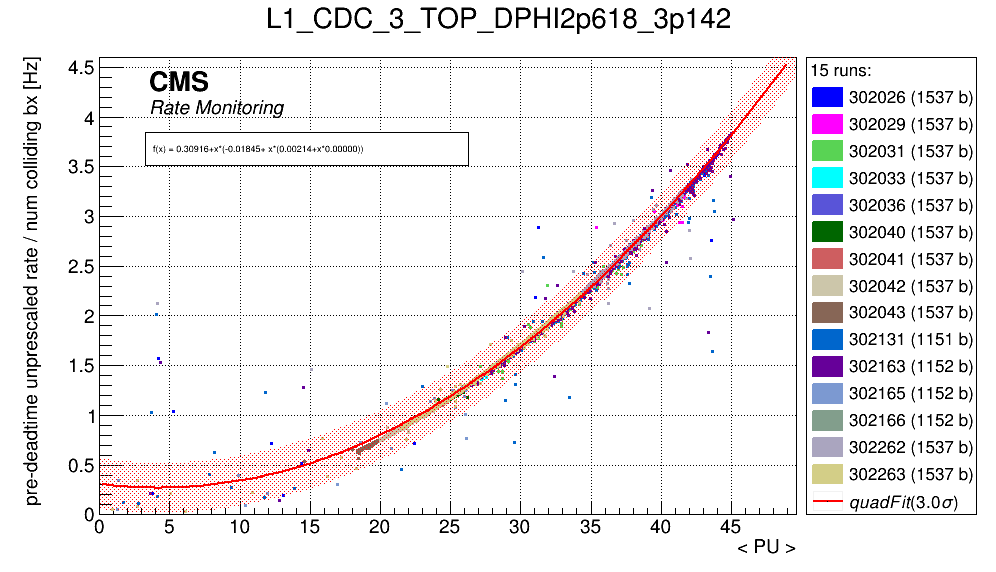 L1_CDC_3_TOP_DPHI2p618_3p142
pre-deadtime unprescaled rate / num colliding bx [Hz]
4.5
4
3.5
3
2.5
2
1.5
1
0.5
0
CMS
Rate Monitoring
f(x) = 0.30916+x*(-0.01845+ x*(0.00214+x*0.00000))
0 5 10 15 20 25 30 35 40 45
< PU >
15 runs:
302026 (1537 b)
302029 (1537 b)
302031 (1537 b)
302033 (1537 b)
302036 (1537 b)
302040 (1537 b)
302041 (1537 b)
302042 (1537 b)
302043 (1537 b)
302131 (1151 b)
302163 (1152 b)
302165 (1152 b)
302166 (1152 b)
302262 (1537 b)
302263 (1537 b)
quadFit(3.0σ)